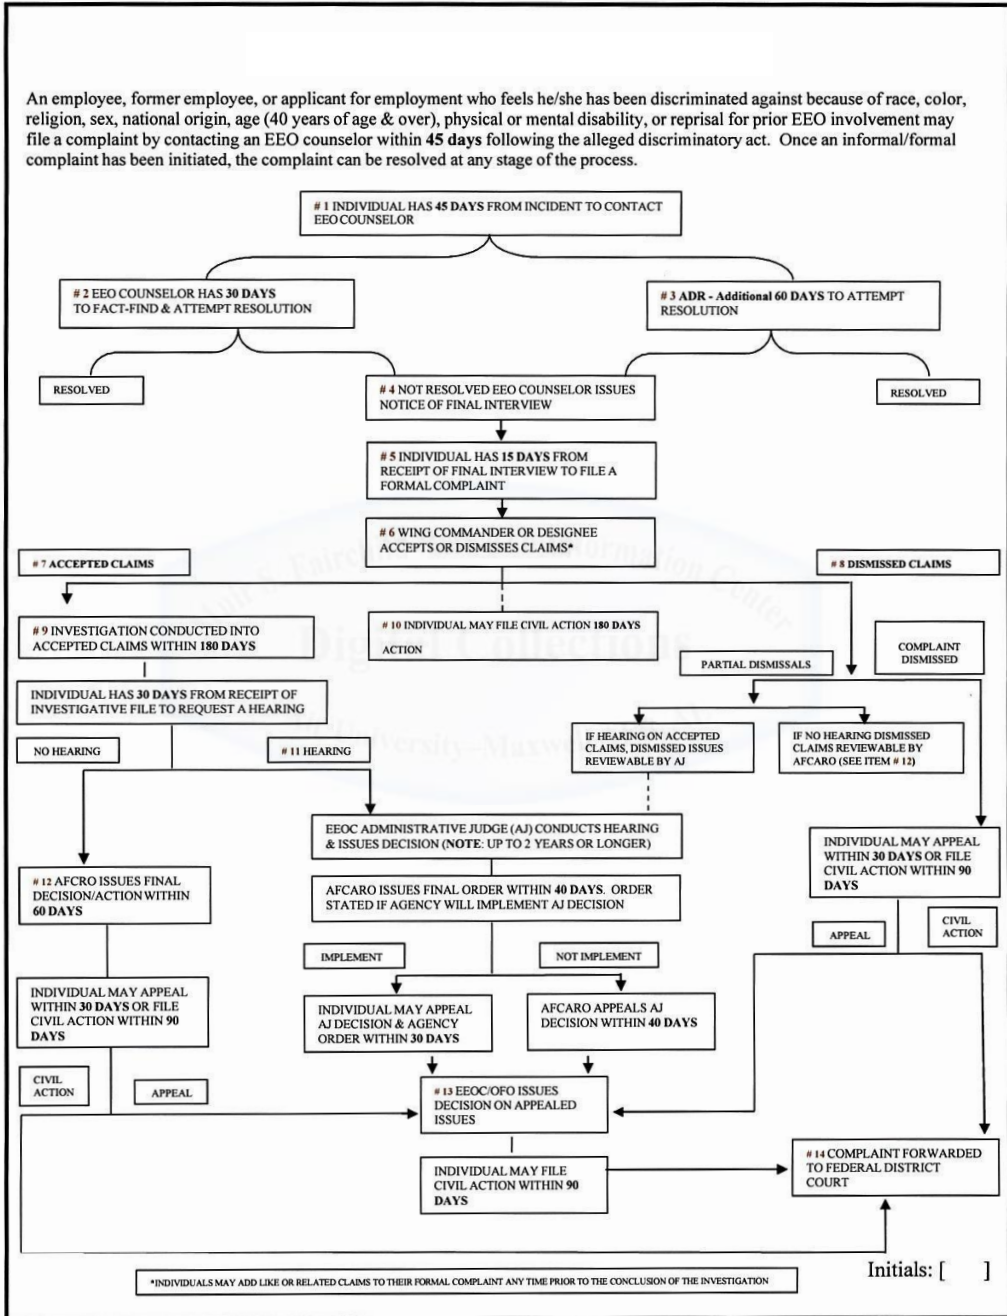 An employee, former employee, or applicant for employment who feels he/she has been discriminated against because of race, color,
religion, sex, national origin, age (40 years of age & over), physical or mental disability, or reprisal for prior EEO involvement may
file a complaint by contacting an EEO counselor within 45 days following the alleged discriminatory act. Once an informal/formal
complaint has been initiated, the complaint can be resolved at any stage of the process.
# 1 INDIVIDUAL HAS 45 DAYS FROM INCIDENT TO CONTACT
EEO COUNSELOR
# 2 EEO COUNSELOR HAS 30 DAYS
TO FACT-FIND & ATTEMPT RESOLUTION
# 3 ADR - Additional 60 DAYS TO ATTEMPT
RESOLUTION
RESOLVED
# 4 NOT RESOLVED EEO COUNSELOR ISSUES
NOTICE OF FINAL INTERVIEW
RESOLVED
# 5 INDIVIDUAL HAS 15 DAYS FROM
RECEIPT OF FINAL INTERVIEW TO FILE A
FORMAL COMPLAINT
# 6 WING COMMANDER OR DESIGNEE
ACCEPTS OR DISMISSES CLAIMS*
# 7 ACCEPTED CLAIMS
# 8 DISMISSED CLAIMS
# 9 INVESTIGATION CONDUCTED INTO
ACCEPTED CLAIMS WITHIN 180 DAYS
# 10 INDIVIDUAL MAY FILE CIVIL ACTION 180 DAYS
ACTION
COMPLAINT
DISMISSED
PARTIAL DISMISSALS
INDIVIDUAL HAS 30 DAYS FROM RECEIPT OF
INVESTIGATIVE FILE TO REQUEST A HEARING
NO HEARING
# 11 HEARING
IF HEARING ON ACCEPTED
CLAIMS, DISMISSED ISSUES
REVIEWABLE BY AJ
IF NO HEARING DISMISSED
CLAIMS REVIEWABLE BY
AFCARO (SEE ITEM # 12)
EEOC ADMINISTRATIVE JUDGE (AJ) CONDUCTS HEARING
& ISSUES DECISION (NOTE: UP TO 2 YEARS OR LONGER)
INDIVIDUAL MAY APPEAL
WITHIN 30 DAYS OR FILE
CIVIL ACTION WITHIN 90
DAYS
# 12 AFCRO ISSUES FINAL
DECISION/ACTION WITHIN
60 DAYS
AFCARO ISSUES FINAL ORDER WITHIN 40 DAYS. ORDER
STATED IF AGENCY WILL IMPLEMENT AJ DECISION
APPEAL
CIVIL
ACTION
IMPLEMENT
NOT IMPLEMENT
INDIVIDUAL MAY APPEAL
WITHIN 30 DAYS OR FILE
CIVIL ACTION WITHIN 90
DAYS
INDIVIDUAL MAY APPEAL
AJ DECISION & AGENCY
ORDER WITHIN 30 DAYS
AFCARO APPEALS AJ
DECISION WITHIN 40 DAYS
CIVIL
ACTION
APPEAL
# 13 EEOC/OFO ISSUES
DECISION ON APPEALED
ISSUES
# 14 COMPLAINT FORWARDED
TO FEDERAL DISTRICT
COURT
INDIVIDUAL MAY FILE
CIVIL ACTION WITHIN 90
DAYS
Initials: [ ]
*INDIVIDUALS MAY ADD LIKE OR RELATED CLAIMS TO THEIR FORMAL COMPLAINT ANY TIME PRIOR TO THE CONCLUSION OF THE INVESTIGATION
Digital Collections